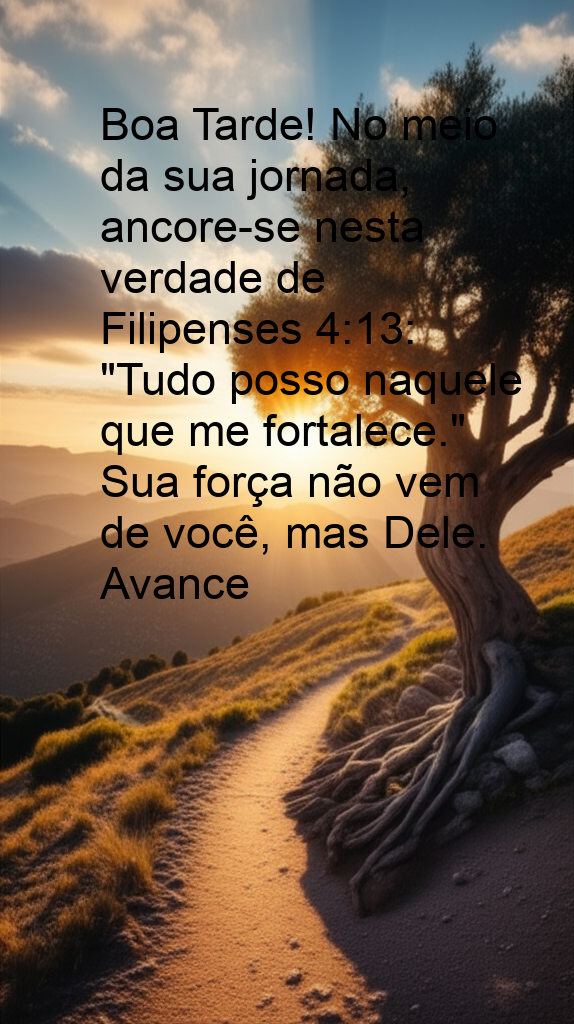 Boa Tarde! No meio
da sua jornada,
ancore-se nesta
verdade de
Filipenses 4:13:
"Tudo posso naquele
que me fortalece."
Sua força não vem
de você, mas Dele.
Avance